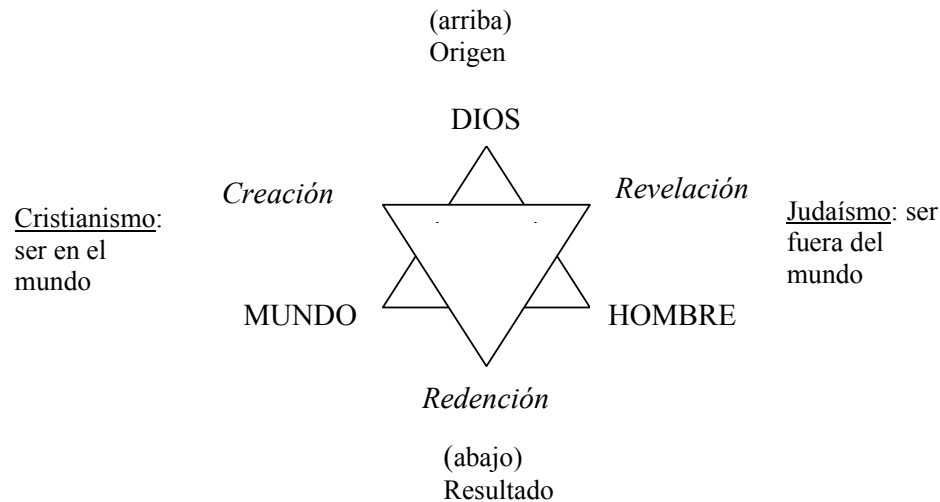 (arriba)
Origen
DIOS
Creación
Revelación
Cristianismo:
ser en el
mundo
Judaísmo: ser
fuera del
mundo
MUNDO
HOMBRE
Redención
(abajo)
Resultado